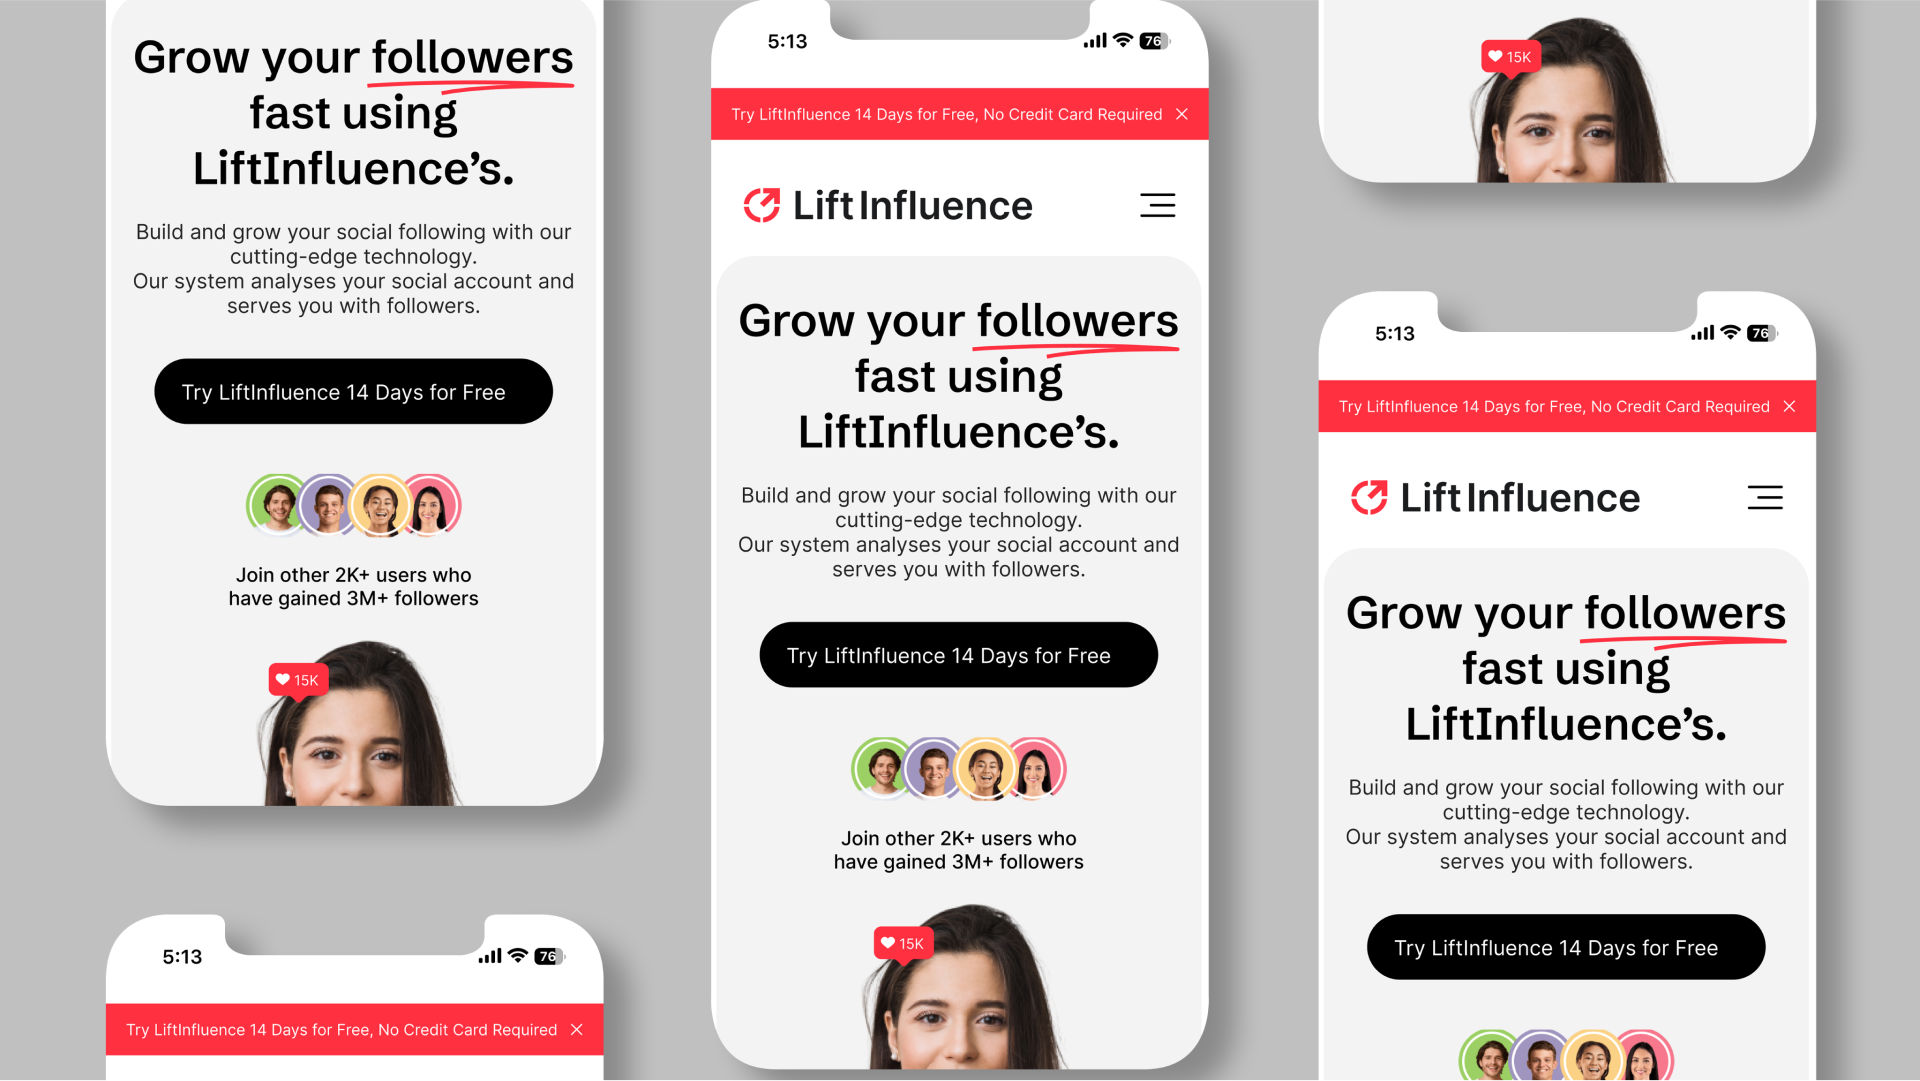 Grow your followers
fast using
LiftInfluence’s.
Build and grow your social following with our
cutting-edge technology.
Our system analyses your social account and
serves you with followers.
Try LiftInfluence 14 Days for Free
Join other 2K+ users who
have gained 3M+ followers
15K
5:13
76
Try LiftInfluence 14 Days for Free, No Credit Card Required
5:13
76
Try LiftInfluence 14 Days for Free, No Credit Card Required
LiftInfluence
Grow your followers
fast using
LiftInfluence’s.
Build and grow your social following with our
cutting-edge technology.
Our system analyses your social account and
serves you with followers.
Try LiftInfluence 14 Days for Free
Join other 2K+ users who
have gained 3M+ followers
15K
15K
5:13
76
Try LiftInfluence 14 Days for Free, No Credit Card Required
LiftInfluence
Grow your followers
fast using
LiftInfluence’s.
Build and grow your social following with our
cutting-edge technology.
Our system analyses your social account and
serves you with followers.
Try LiftInfluence 14 Days for Free